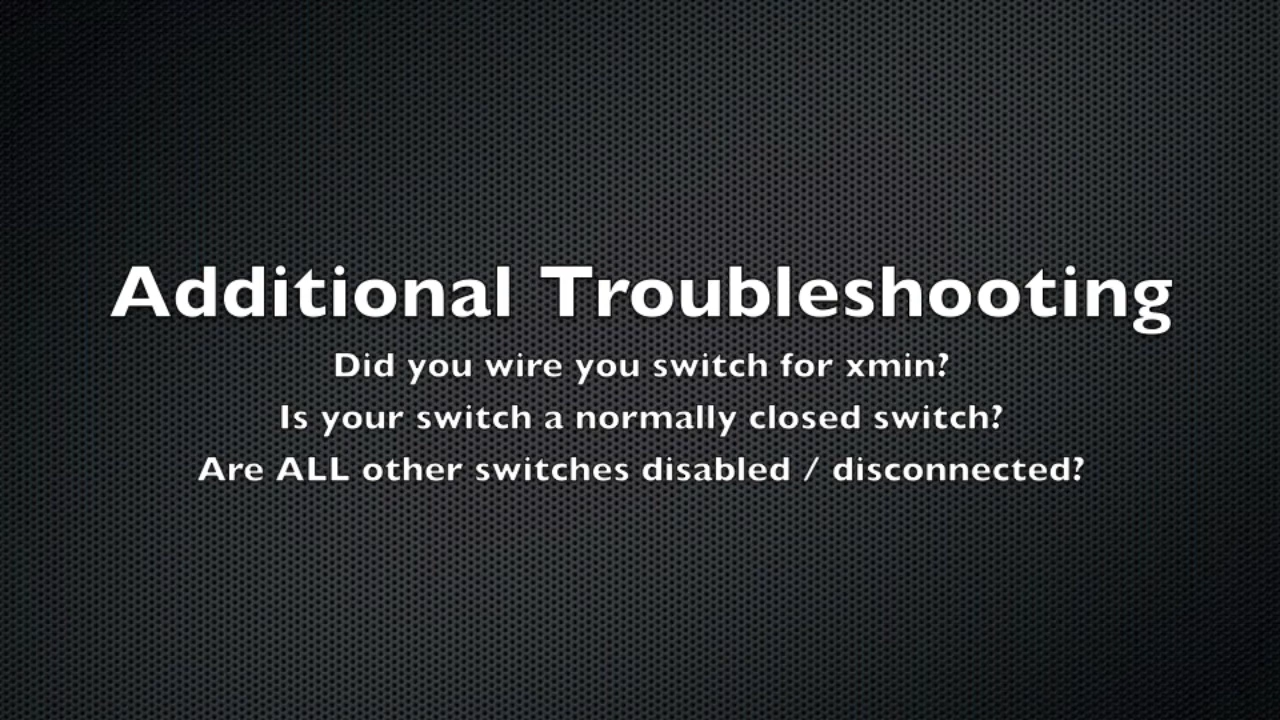 Additional Troubleshooting
Did you wire you switch for xmin?
Is your switch a normally closed switch?
Are ALL other switches disabled / disconnected?